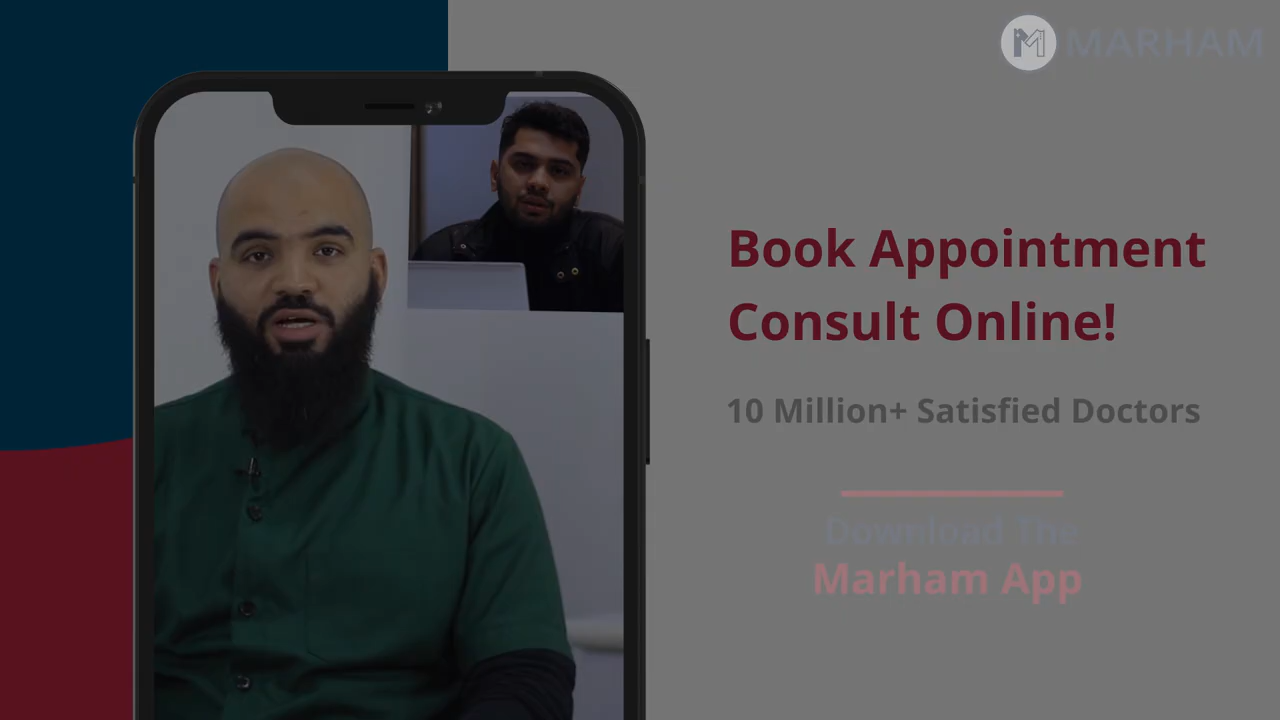 MARHAM
Book Appointment
Consult Online!
10 Million+ Satisfied Doctors
Download The
Marham App